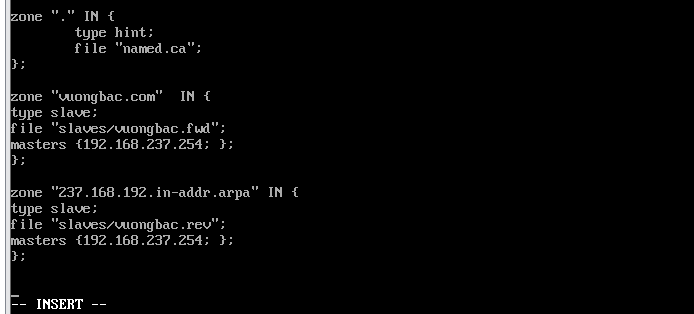 zone "." IN {
        type hint;
        file "named.ca";
};
zone "vuongbac.com"  IN {
type slave;
file "slaves/vuongbac.fwd";
masters {192.168.237.254; };
};
zone "237.168.192.in-addr.arpa" IN {
type slave;
file "slaves/vuongbac.rev";
masters {192.168.237.254; };
};
-- INSERT --